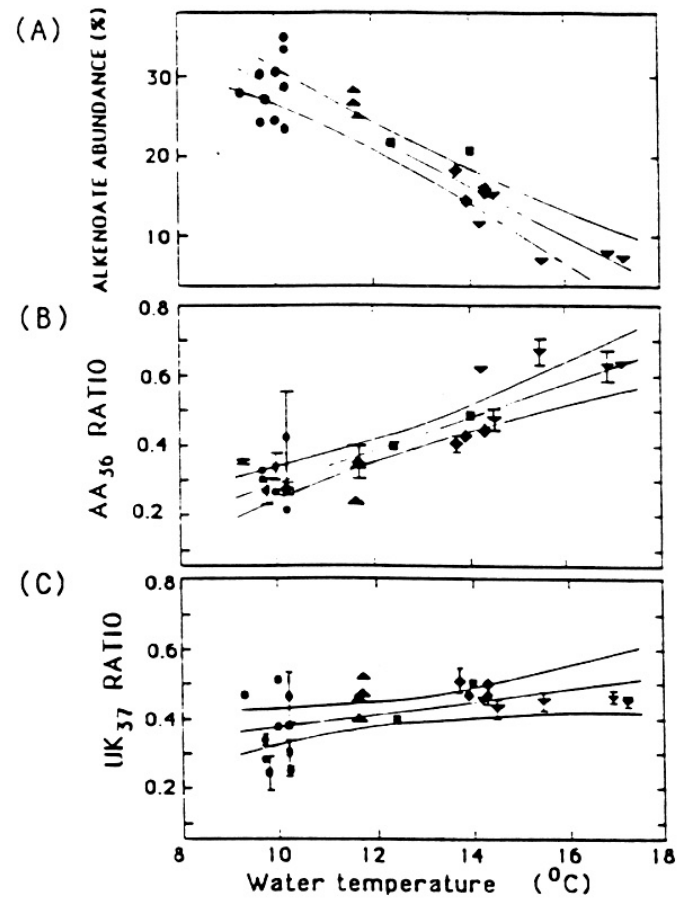 (A)
ALKENOATE ABUNDANCE (%)
30
20
10
(B)
AA36 RATIO
0.8
0.6
0.4
0.2
(C)
UK37 RATIO
0.8
0.6
0.4
0.2
8
10
12
14
16
18
Water temperature (⁰C)